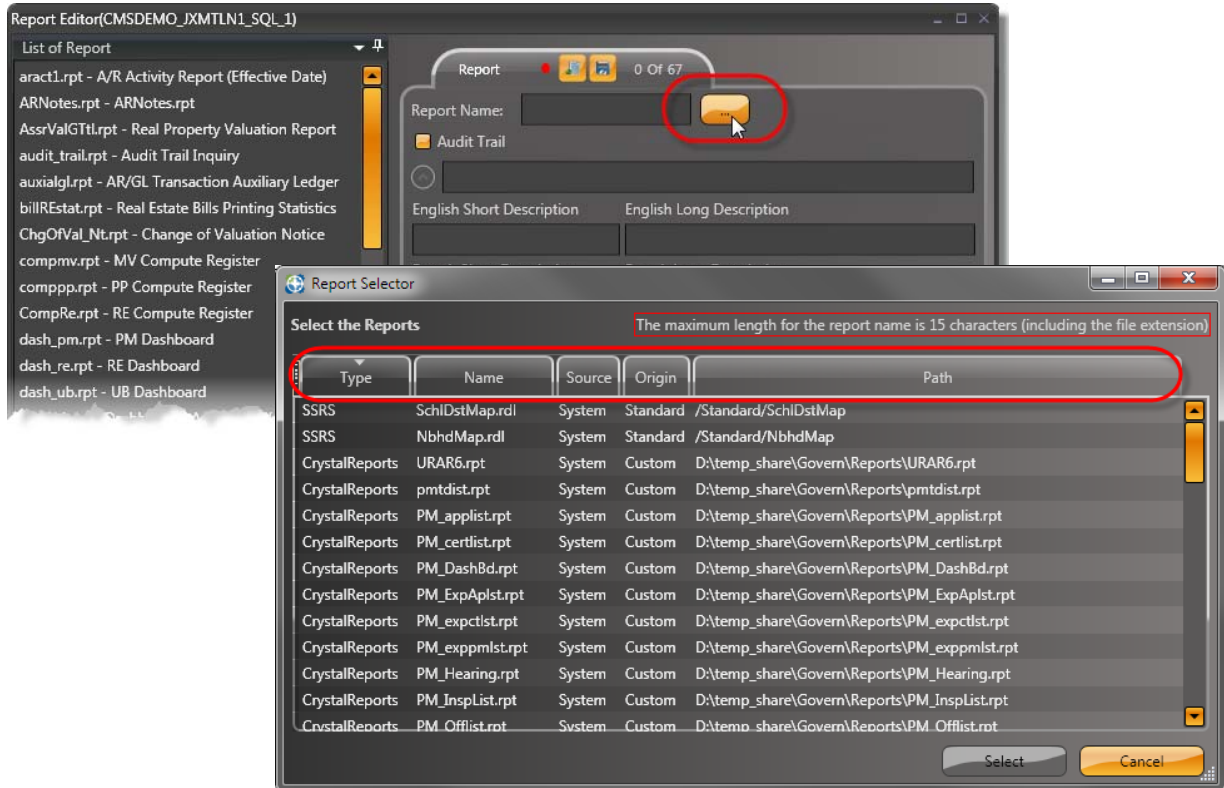 Report Editor(CMSDEMO_JXMTLN1_SQL_1)
List of Report
aract1.rpt - A/R Activity Report (Effective Date)
ARNotes.rpt - ARNotes.rpt
AssrValGTtl.rpt - Real Property Valuation Report
audit_trail.rpt - Audit Trail Inquiry
auxialgl.rpt - AR/GL Transaction Auxiliary Ledger
billREstat.rpt - Real Estate Bills Printing Statistics
ChgOfVal_Nt.rpt - Change of Valuation Notice
compmv.rpt - MV Compute Register
comppp.rpt - PP Compute Register
CompRe.rpt - RE Compute Register
dash_pm.rpt - PM Dashboard
dash_re.rpt - RE Dashboard
dash_ub.rpt - UB Dashboard
Report 0 Of 67
Report Name: ...
Audit Trail
English Short Description English Long Description
Report Selector
Select the Reports The maximum length for the report name is 15 characters (including the file extension)
Type Name Source Origin Path
SSRS SchlDstMap.rdl System Standard /Standard/SchlDstMap
SSRS NbhdMap.rdl System Standard /Standard/NbhdMap
CrystalReports URAR6.rpt System Custom D:\temp_share\Govern\Reports\URAR6.rpt
CrystalReports pmtdist.rpt System Custom D:\temp_share\Govern\Reports\pmtdist.rpt
CrystalReports PM_applist.rpt System Custom D:\temp_share\Govern\Reports\PM_applist.rpt
CrystalReports PM_certlist.rpt System Custom D:\temp_share\Govern\Reports\PM_certlist.rpt
CrystalReports PM_DashBd.rpt System Custom D:\temp_share\Govern\Reports\PM_DashBd.rpt
CrystalReports PM_ExpAplst.rpt System Custom D:\temp_share\Govern\Reports\PM_ExpAplst.rpt
CrystalReports PM_expctlst.rpt System Custom D:\temp_share\Govern\Reports\PM_expctlst.rpt
CrystalReports PM_exppmlst.rpt System Custom D:\temp_share\Govern\Reports\PM_exppmlst.rpt
CrystalReports PM_Hearing.rpt System Custom D:\temp_share\Govern\Reports\PM_Hearing.rpt
CrystalReports PM_InspList.rpt System Custom D:\temp_share\Govern\Reports\PM_InspList.rpt
CrystalReports PM_Offlist.rpt System Custom D:\temp_share\Govern\Reports\PM_Offlist.rpt
Select Cancel